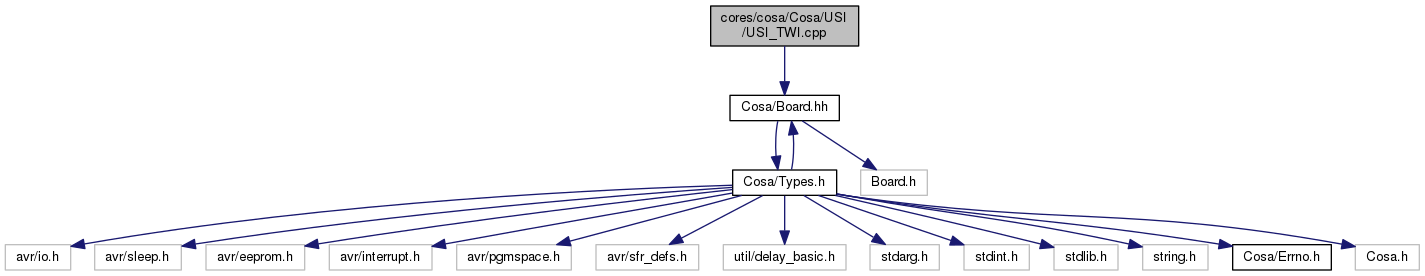 cores/cosa/Cosa/USI
/USI_TWI.cpp
Cosa/Board.hh
Cosa/Types.h
Board.h
avr/io.h
avr/sleep.h
avr/eeprom.h
avr/interrupt.h
avr/pgmspace.h
avr/sfr_defs.h
util/delay_basic.h
stdarg.h
stdint.h
stdlib.h
string.h
Cosa/Errno.h
Cosa.h